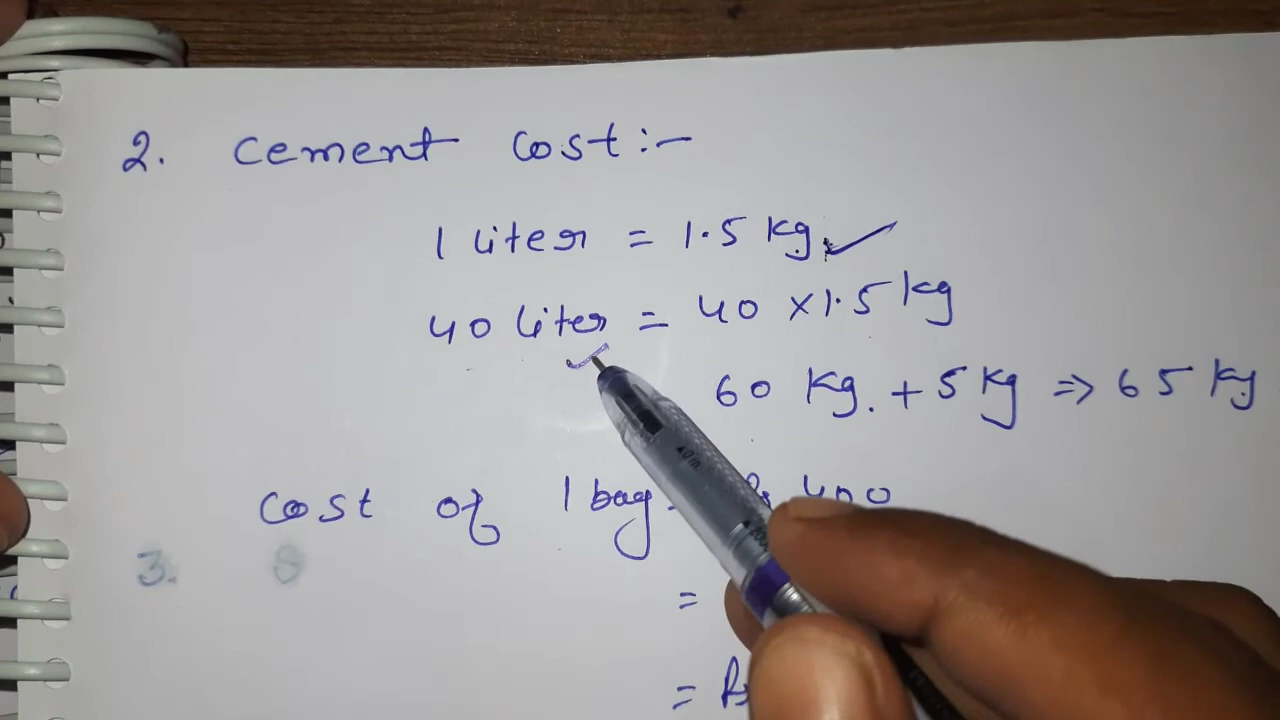 2. Cement Cost:-
1 Liter = 1.5 Kg.
40 Liter = 40 x 1.5 Kg
60 Kg. + 5 Kg => 65 Kg
Cost of 1 bag 400
3.
=
=